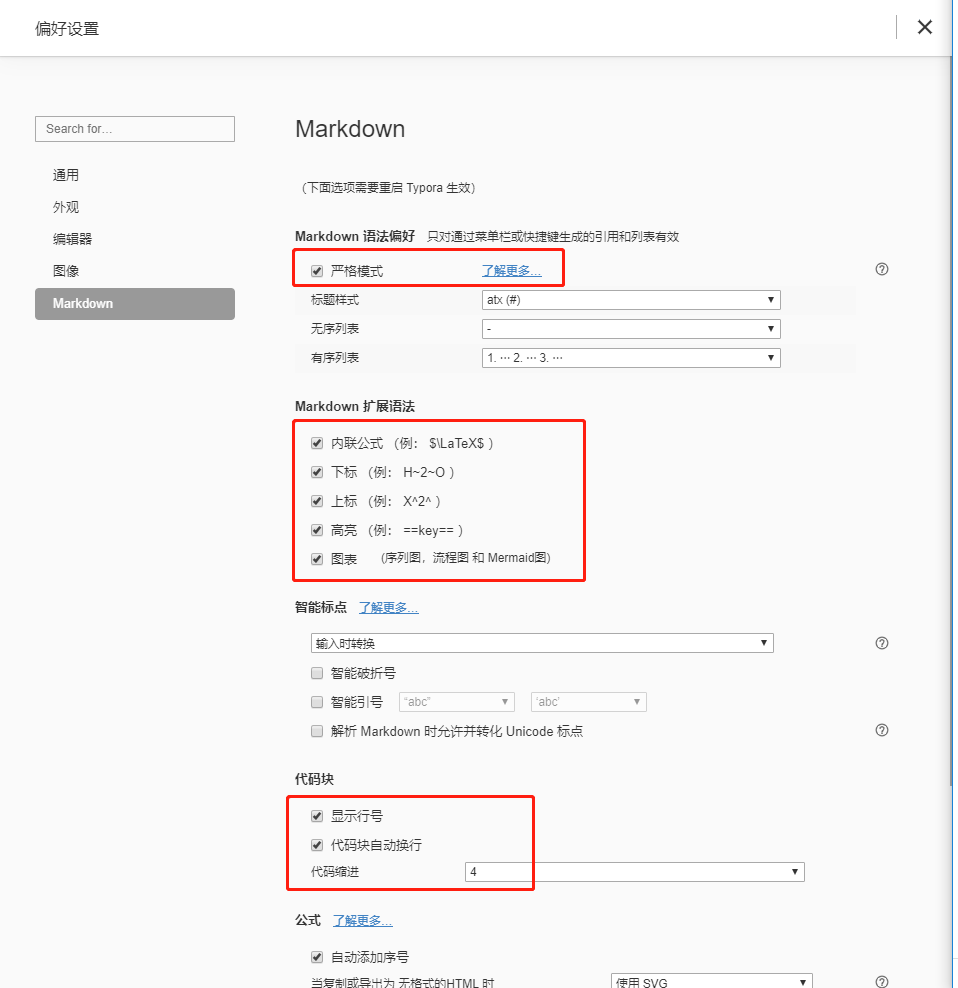 偏好设置
Search for...
通用
外观
编辑器
图像
Markdown
Markdown
（下面选项需要重启 Typora 生效）
Markdown 语法偏好 只对通过菜单栏或快捷键生成的引用和列表有效
严格模式 了解更多...
标题样式 atx (#)
无序列表 -
有序列表 1. ··· 2. ··· 3. ···
Markdown 扩展语法
内联公式 （例： $\LaTeX$ ）
下标 （例： H~2~O ）
上标 （例： X^2^ ）
高亮 （例： ==key== ）
图表 (序列图，流程图 和 Mermaid图)
智能标点 了解更多...
输入时转换
智能破折号
智能引号 “abc” ‘abc’
解析 Markdown 时允许并转化 Unicode 标点
代码块
显示行号
代码块自动换行
代码缩进 4
公式 了解更多...
自动添加序号
当复制或导出为 无格式的HTML 时 使用 SVG